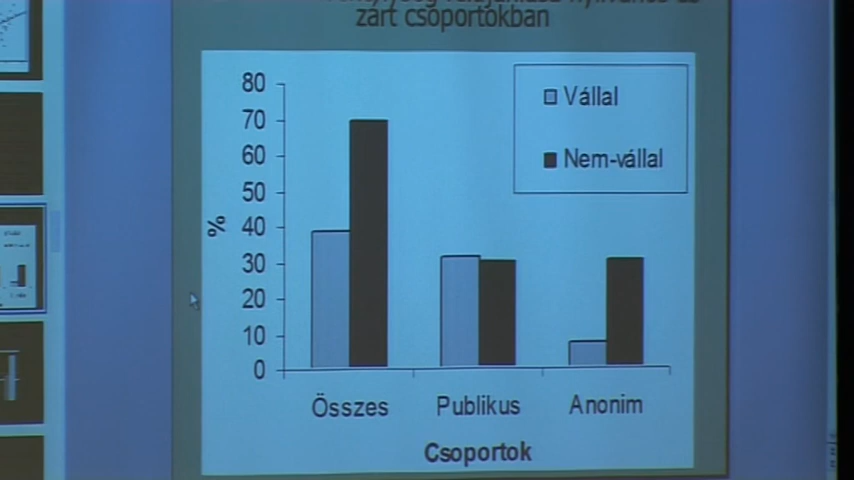 zárt csoportokban
80
70
60
50
40
30
20
10
0
%
Vállal
Nem-vállal
Összes
Publikus
Anonim
Csoportok